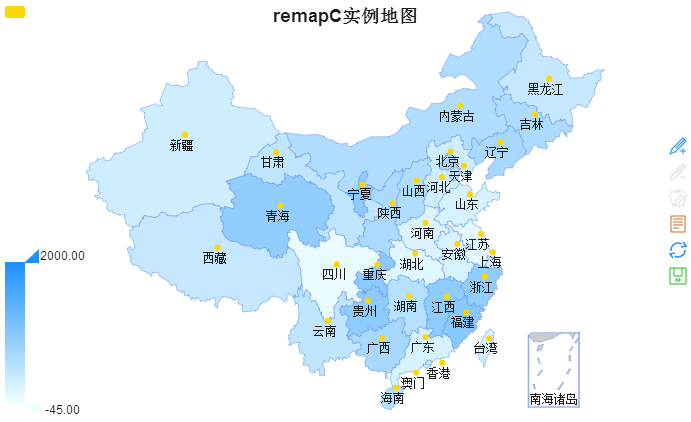 remapC实例地图
黑龙江
内蒙古
吉林
新疆
甘肃
北京
辽宁
天津
宁夏
山西
河北
青海
陕西
山东
河南
西藏
江苏
安徽
上海
四川
重庆
湖北
浙江
2000.00
贵州
湖南
江西
福建
云南
广西
广东
台湾
香港
澳门
海南
南海诸岛
-45.00